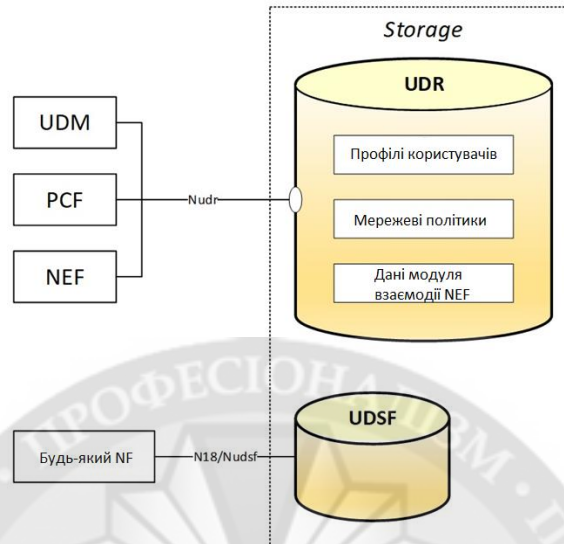 Storage
UDR
UDM
Профілі користувачів
PCF
Nudr
Мережеві політики
NEF
Дані модуля
взаємодії NEF
UDSF
Будь-який NF
N18/Nudsf
ПРОФЕСІОНАЛІЗМ